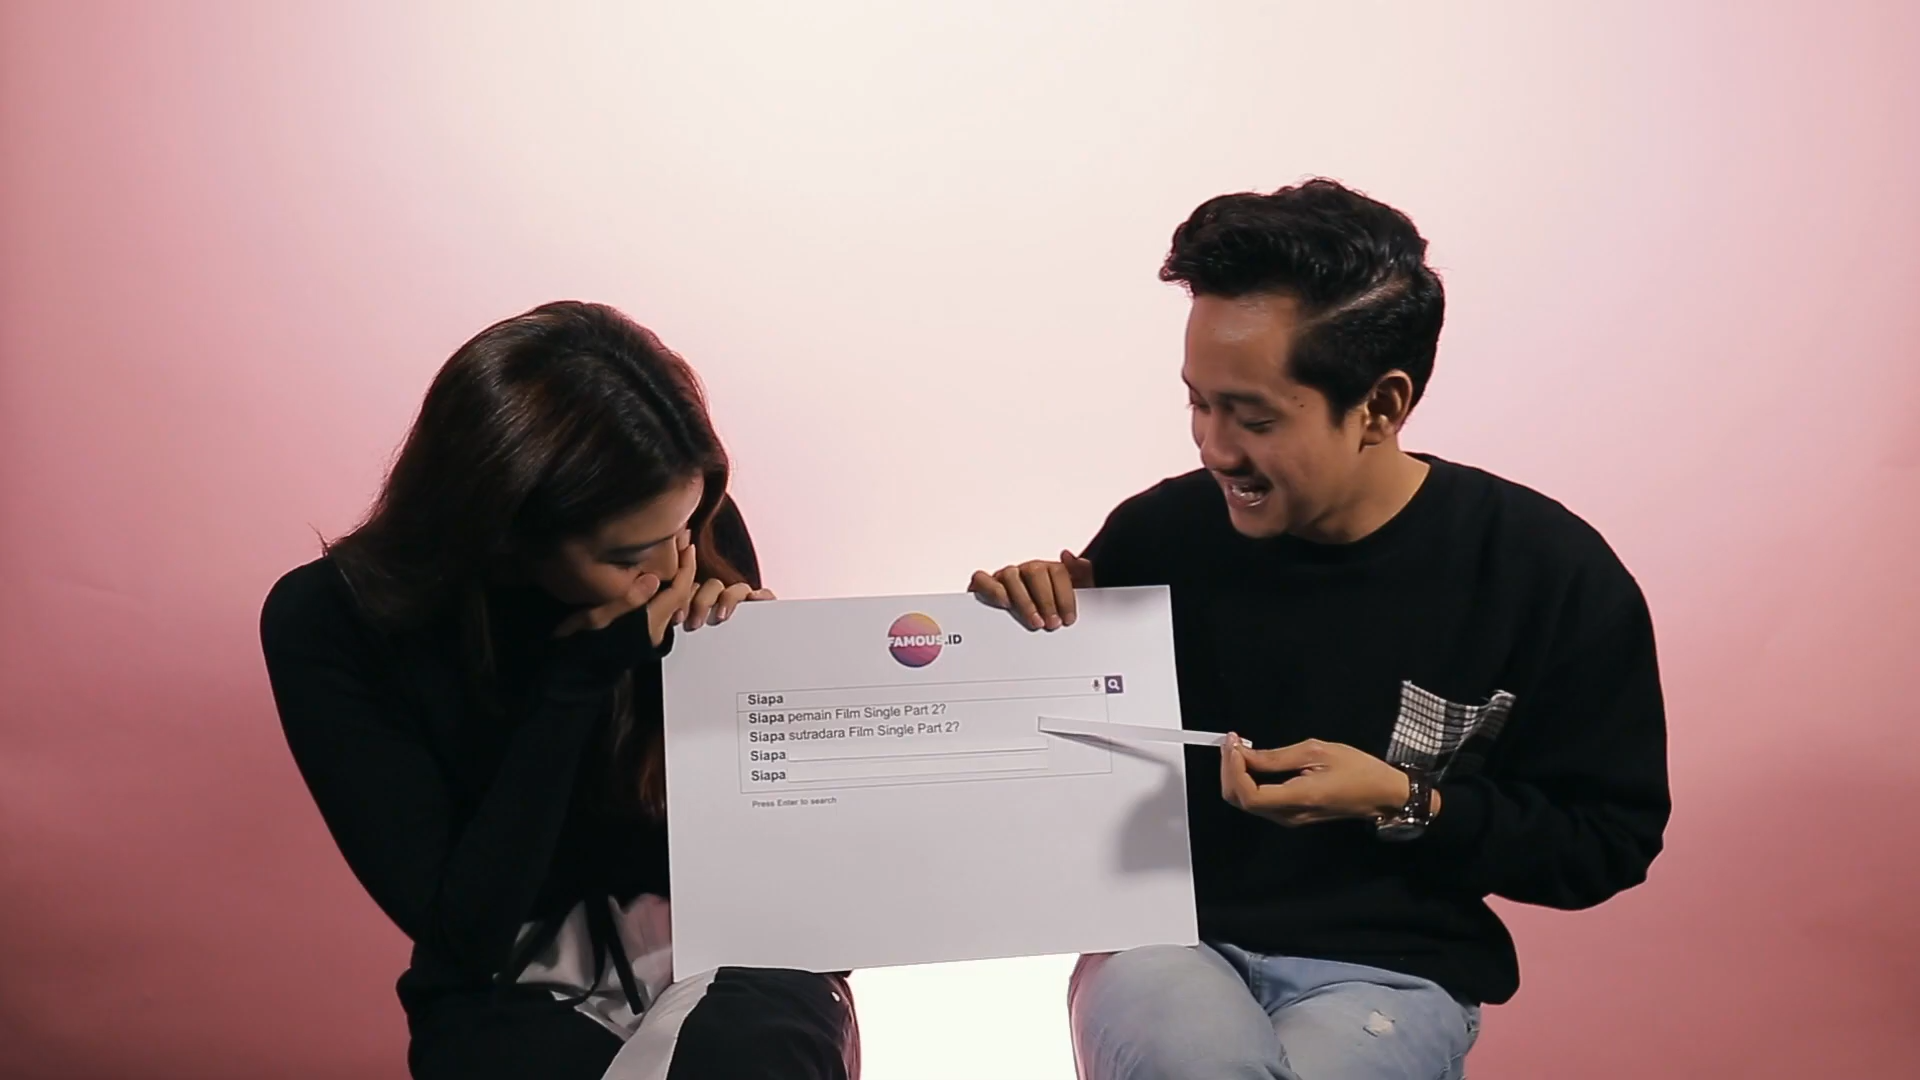 FAMOUS.ID
Siapa
Siapa pemain Film Single Part 2?
Siapa sutradara Film Single Part 2?
Siapa
Siapa
Press Enter to search